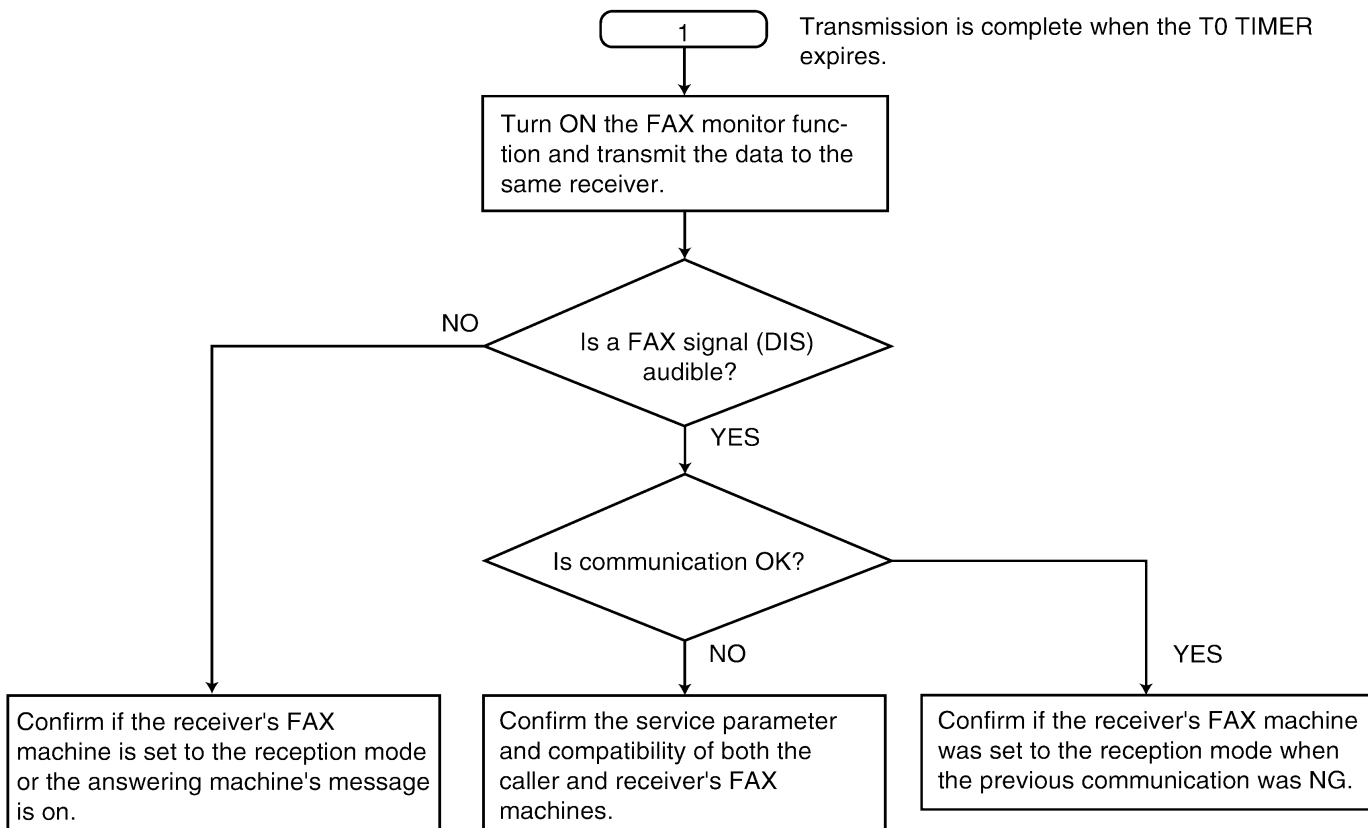 1
Transmission is complete when the T0 TIMER
expires.
Turn ON the FAX monitor func-
tion and transmit the data to the
same receiver.
NO
Is a FAX signal (DIS)
audible?
YES
Is communication OK?
NO
YES
Confirm if the receiver's FAX
machine is set to the reception mode
or the answering machine's message
is on.
Confirm the service parameter
and compatibility of both the
caller and receiver's FAX
machines.
Confirm if the receiver's FAX machine
was set to the reception mode when
the previous communication was NG.